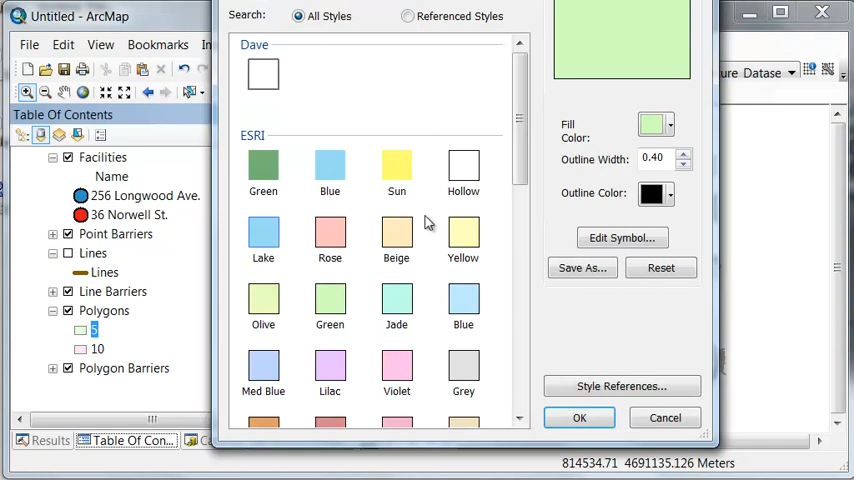 Untitled - ArcMap
File Edit View Bookmarks
Table Of Contents
Facilities
Name
256 Longwood Ave.
36 Norwell St.
Point Barriers
Lines
Lines
Line Barriers
Polygons
5
10
Polygon Barriers
Results Table Of Con...
Search: All Styles Referenced Styles
Dave
ESRI
Green Blue Sun Hollow
Lake Rose Beige Yellow
Olive Green Jade Blue
Med Blue Lilac Violet Grey
Fill
Color:
Outline Width: 0.40
Outline Color:
Edit Symbol...
Save As... Reset
Style References...
OK Cancel
ure Datase
814534.71 4691135.126 Meters